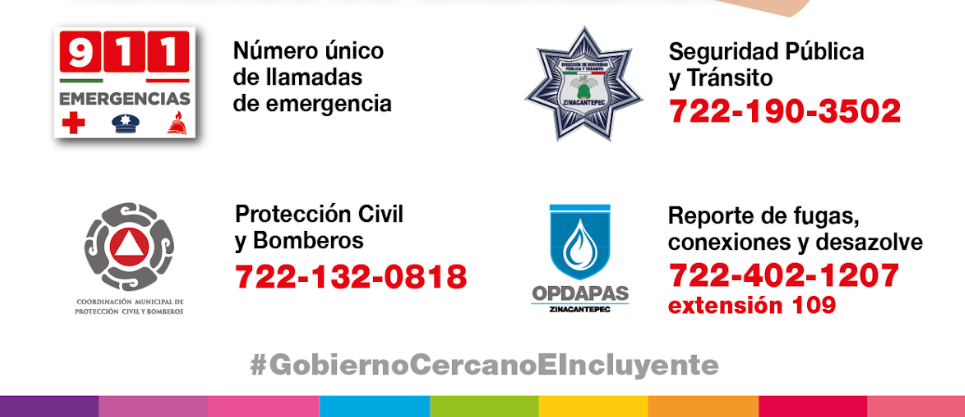 911
EMERGENCIAS
Número único
de llamadas
de emergencia
DIRECCIÓN DE SEGURIDAD
PÚBLICA Y TRÁNSITO
ZINACANTEPEC
Seguridad Pública
y Tránsito
722-190-3502
COORDINACIÓN MUNICIPAL DE
PROTECCIÓN CIVIL Y BOMBEROS
Protección Civil
y Bomberos
722-132-0818
OPDAPAS
ZINACANTEPEC
Reporte de fugas,
conexiones y desazolve
722-402-1207
extensión 109
#GobiernoCercanoEIncluyente